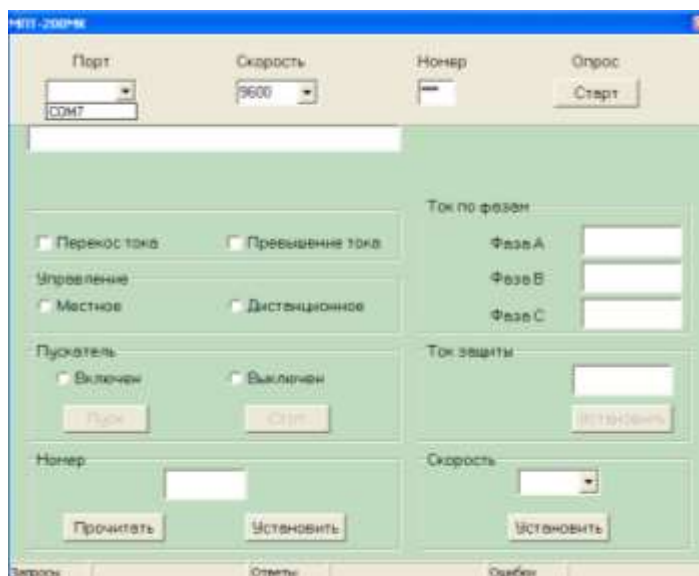 МПТ-200МК
Порт Скорость Номер Опрос
9600 **** Старт
COM7
Ток по фазам
Перекос тока Превышение тока Фаза A
Управление Фаза B
Местное Дистанционное Фаза C
Пускатель Ток защиты
Включен Выключен
Пуск Стоп Установить
Номер Скорость
Прочитать Установить Установить
Запросы Ответы Ошибки